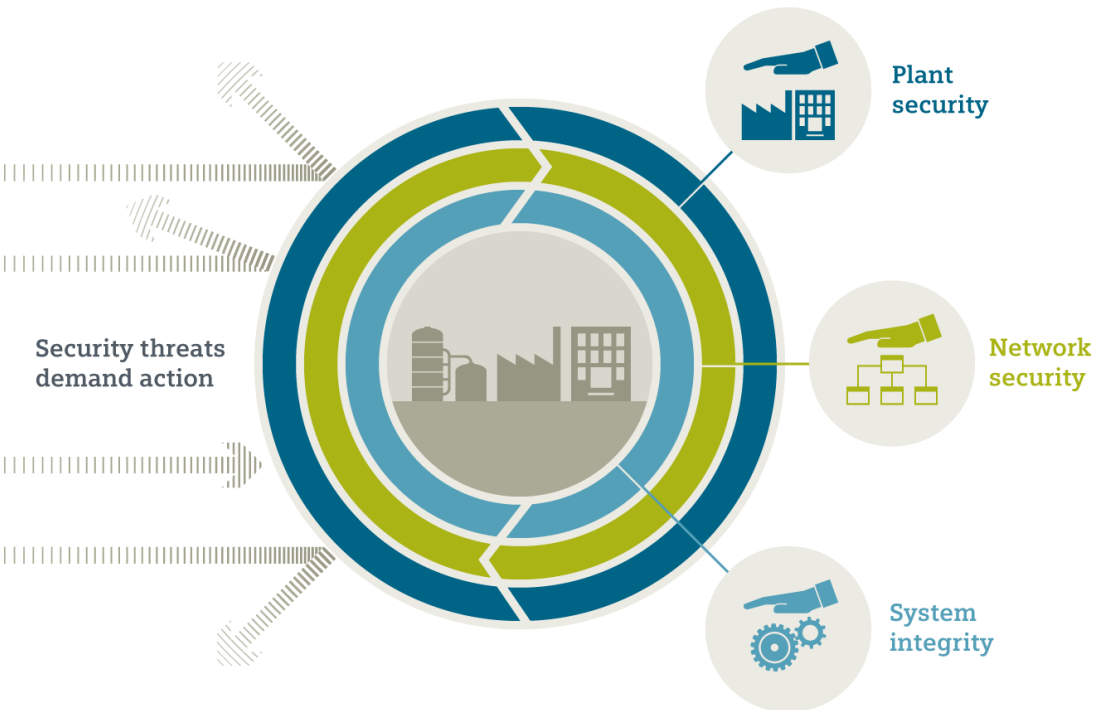 Plant
security
Security threats
demand action
Network
security
System
integrity